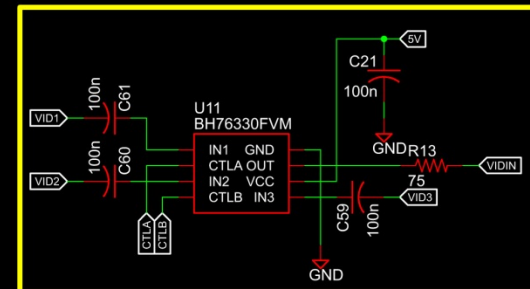 5V
C21
100n
GND
C61
100n
VID1
U11
BH76330FVM
IN1 GND
CTLA OUT
IN2 VCC
CTLB IN3
R13
75
VIDIN
C60
100n
VID2
C59
100n
VID3
CTLA
CTLB
GND